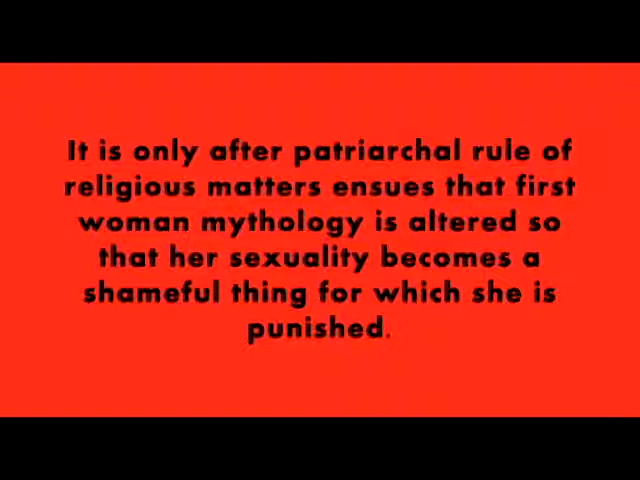 It is only after patriarchal rule of
religious matters ensues that first
woman mythology is altered so
that her sexuality becomes a
shameful thing for which she is
punished.